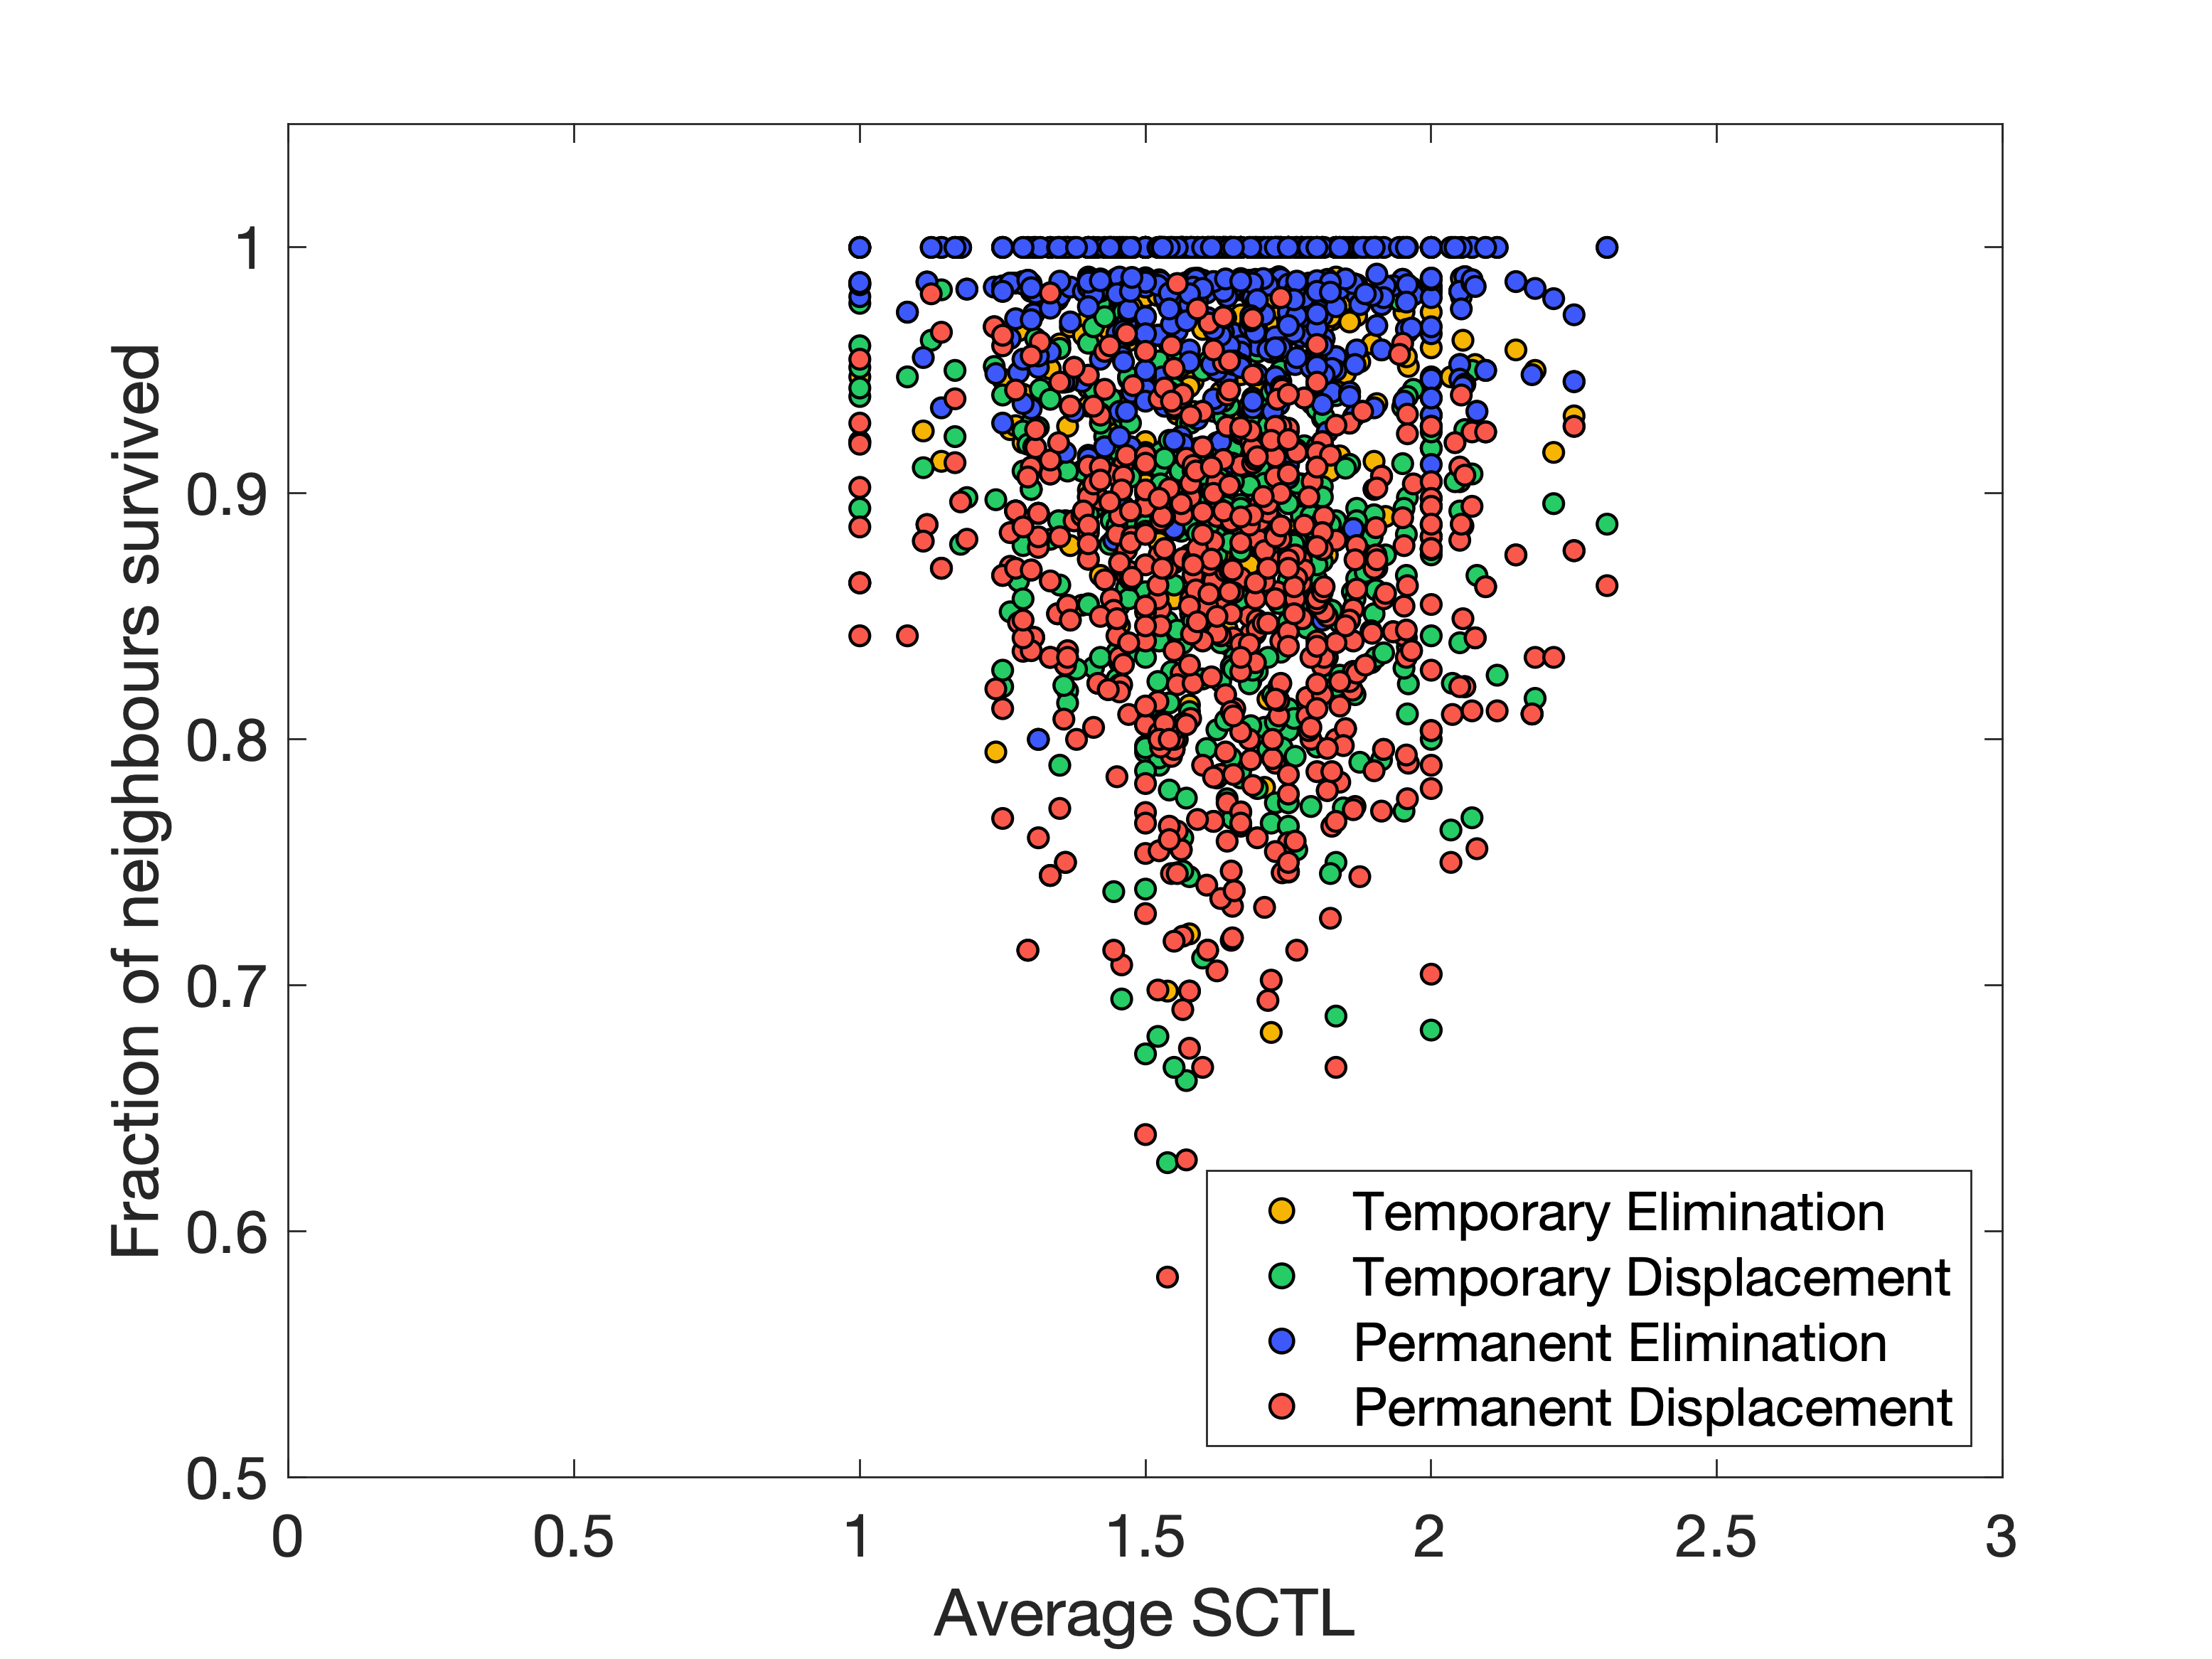 1
0.9
0.8
0.7
0.6
0.5
Fraction of neighbours survived
0
0.5
1
1.5
2
2.5
3
Average SCTL
Temporary Elimination
Temporary Displacement
Permanent Elimination
Permanent Displacement